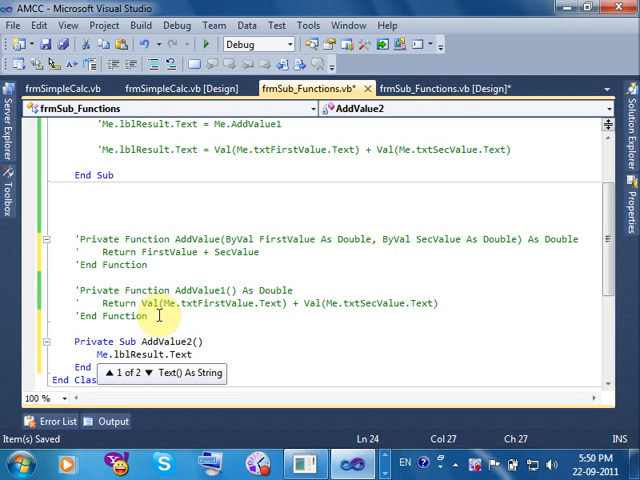 AMCC - Microsoft Visual Studio
File Edit View Project Build Debug Team Data Test Tools Window Help
Debug
frmSimpleCalc.vb frmSimpleCalc.vb [Design] frmSub_Functions.vb* frmSub_Functions.vb [Design]*
frmSub_Functions AddValue2
Server Explorer
Toolbox
Solution Explorer
Properties
'Me.lblResult.Text = Me.AddValue1
'Me.lblResult.Text = Val(Me.txtFirstValue.Text) + Val(Me.txtSecValue.Text)
End Sub
'Private Function AddValue(ByVal FirstValue As Double, ByVal SecValue As Double) As Double
' Return FirstValue + SecValue
'End Function
'Private Function AddValue1() As Double
' Return Val(Me.txtFirstValue.Text) + Val(Me.txtSecValue.Text)
'End Function
Private Sub AddValue2()
Me.lblResult.Text
End
1 of 2 Text() As String
End Clas
100 %
Error List Output
Item(s) Saved Ln 24 Col 27 Ch 27 INS
EN 5:50 PM
22-09-2011